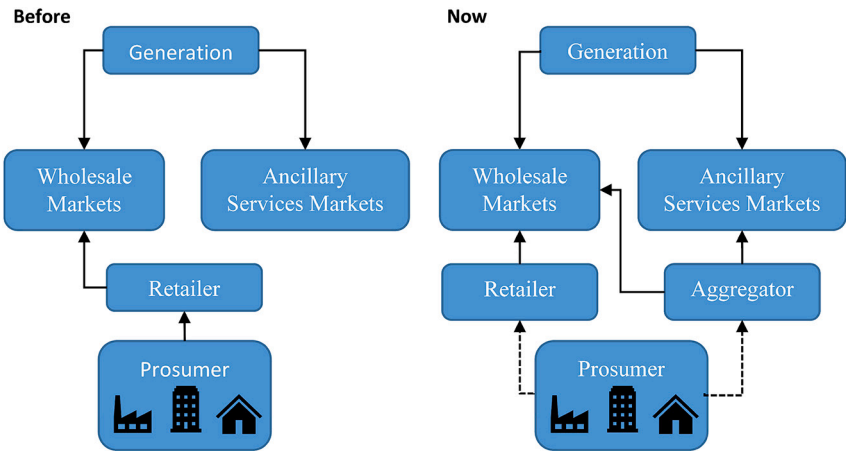 Before
Generation
Wholesale
Markets
Ancillary
Services Markets
Retailer
Prosumer
Now
Generation
Wholesale
Markets
Ancillary
Services Markets
Retailer
Aggregator
Prosumer